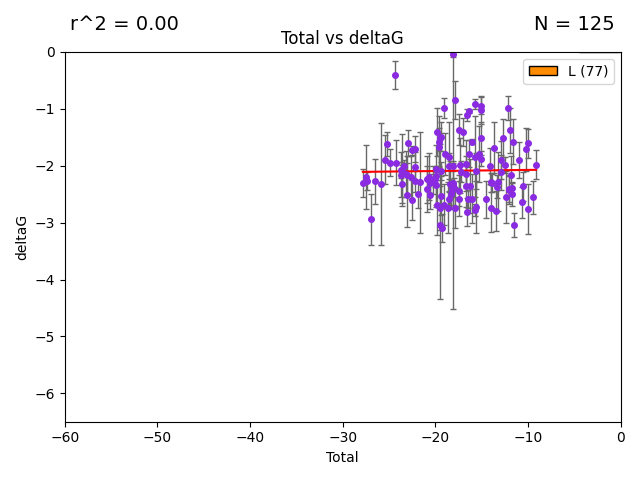 r^2 = 0.00
N = 125
Total vs deltaG
L (77)
0
−1
−2
−3
−4
−5
−6
deltaG
−60
−50
−40
−30
−20
−10
0
Total